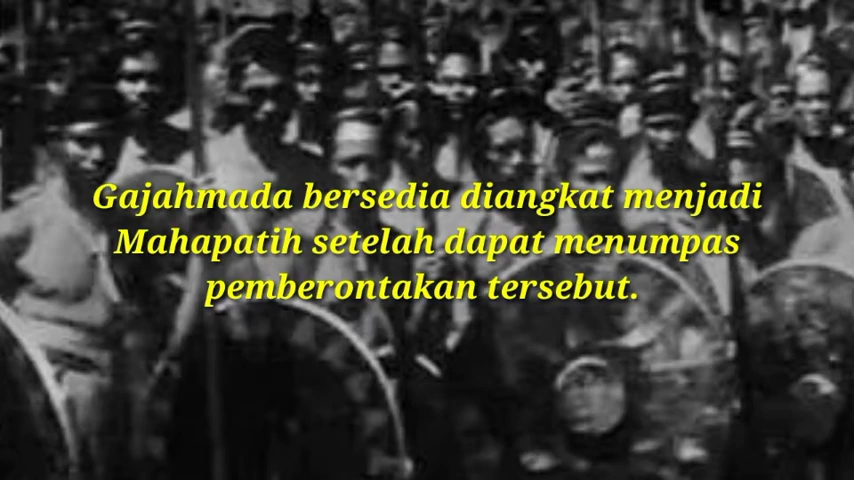 Gajahmada bersedia diangkat menjadi
Mahapatih setelah dapat menumpas
pemberontakan tersebut.